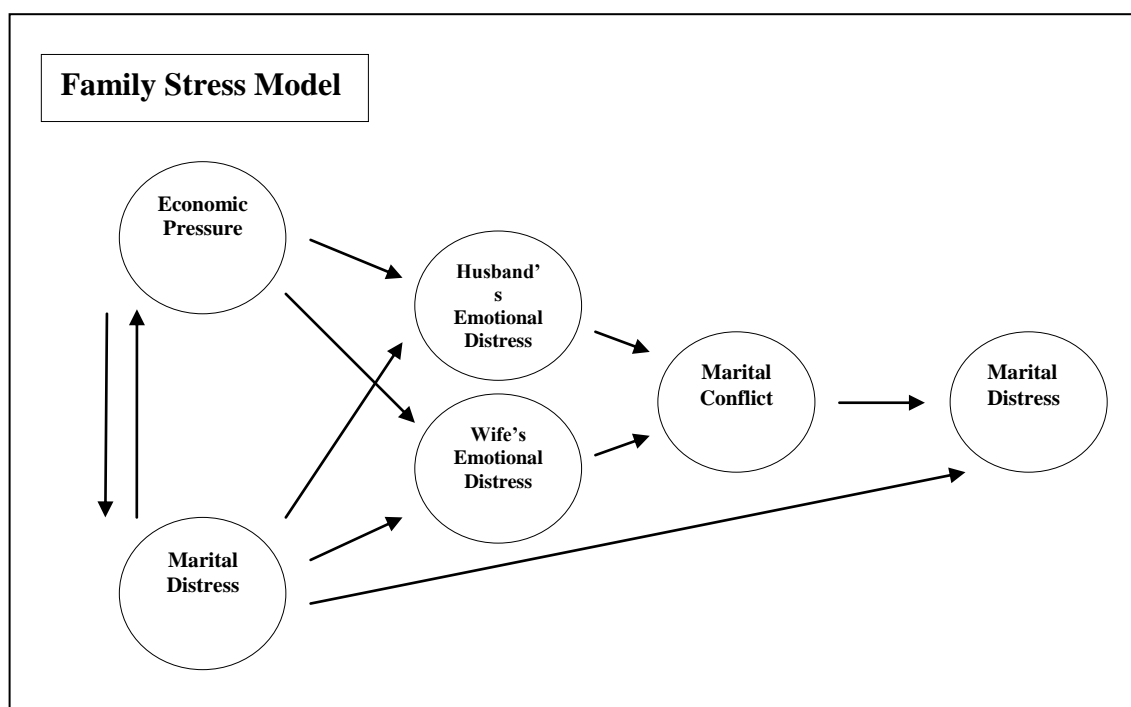 Family Stress Model
Economic
Pressure
Husband’
s
Emotional
Distress
Marital
Conflict
Marital
Distress
Wife’s
Emotional
Distress
Marital
Distress